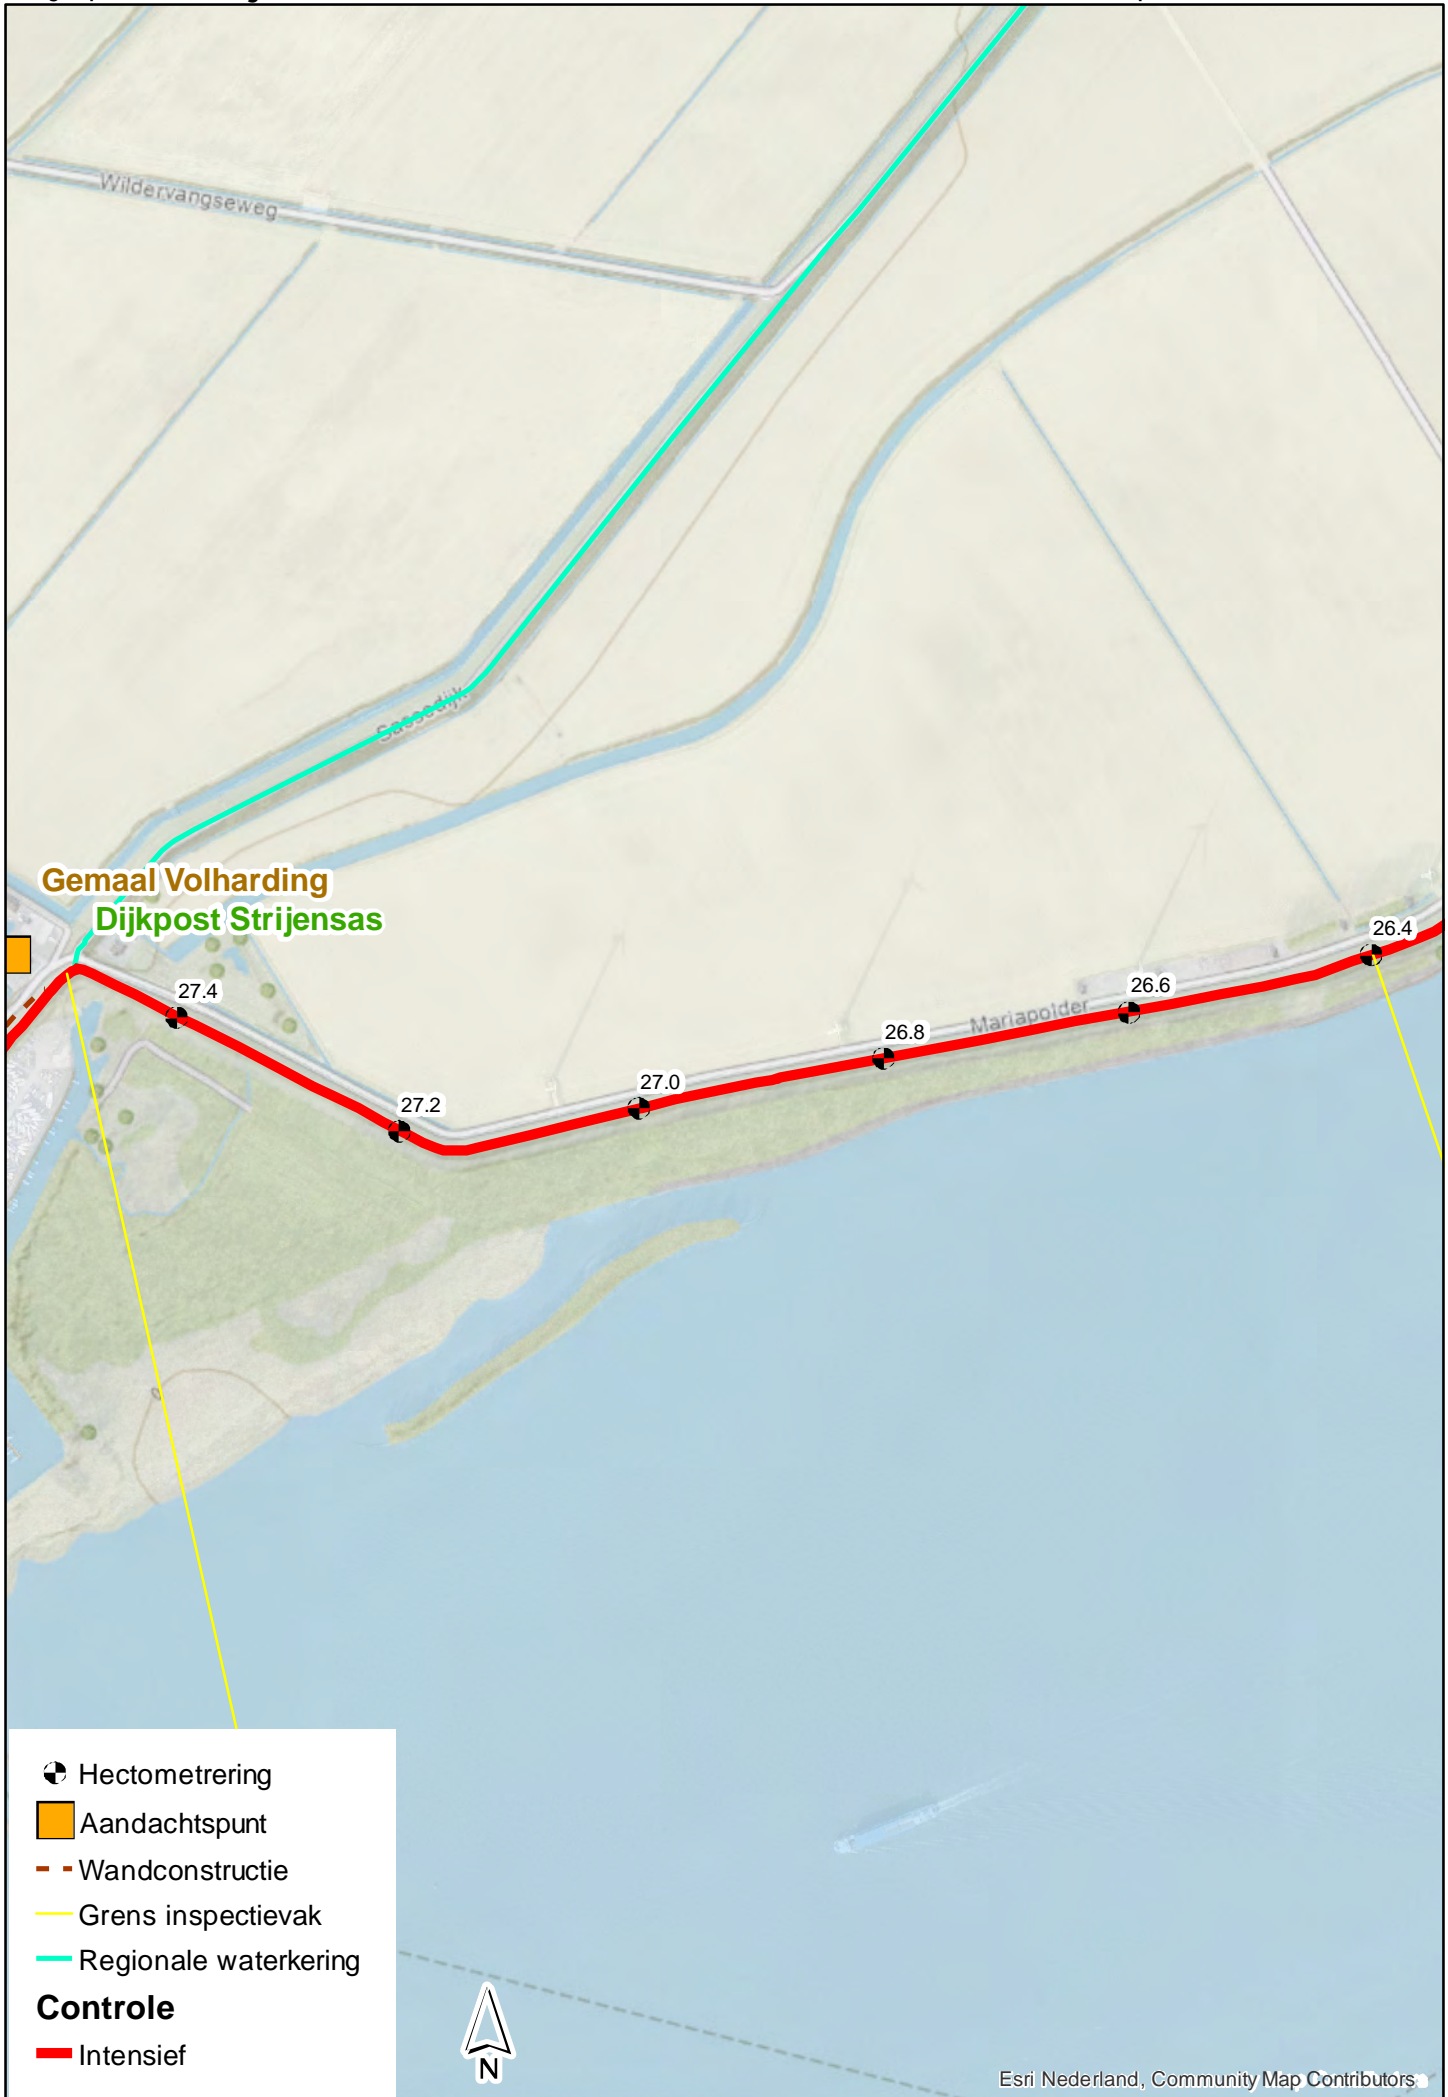 Wildervangseweg
Sassedijk
Gemaal Volharding
Dijkpost Strijensas
26.4
27.4
26.6
Mariapolder
26.8
27.0
27.2
Hectometrering
Aandachtspunt
Wandconstructie
Grens inspectievak
Regionale waterkering
Controle
Intensief
N
Esri Nederland, Community Map Contributors